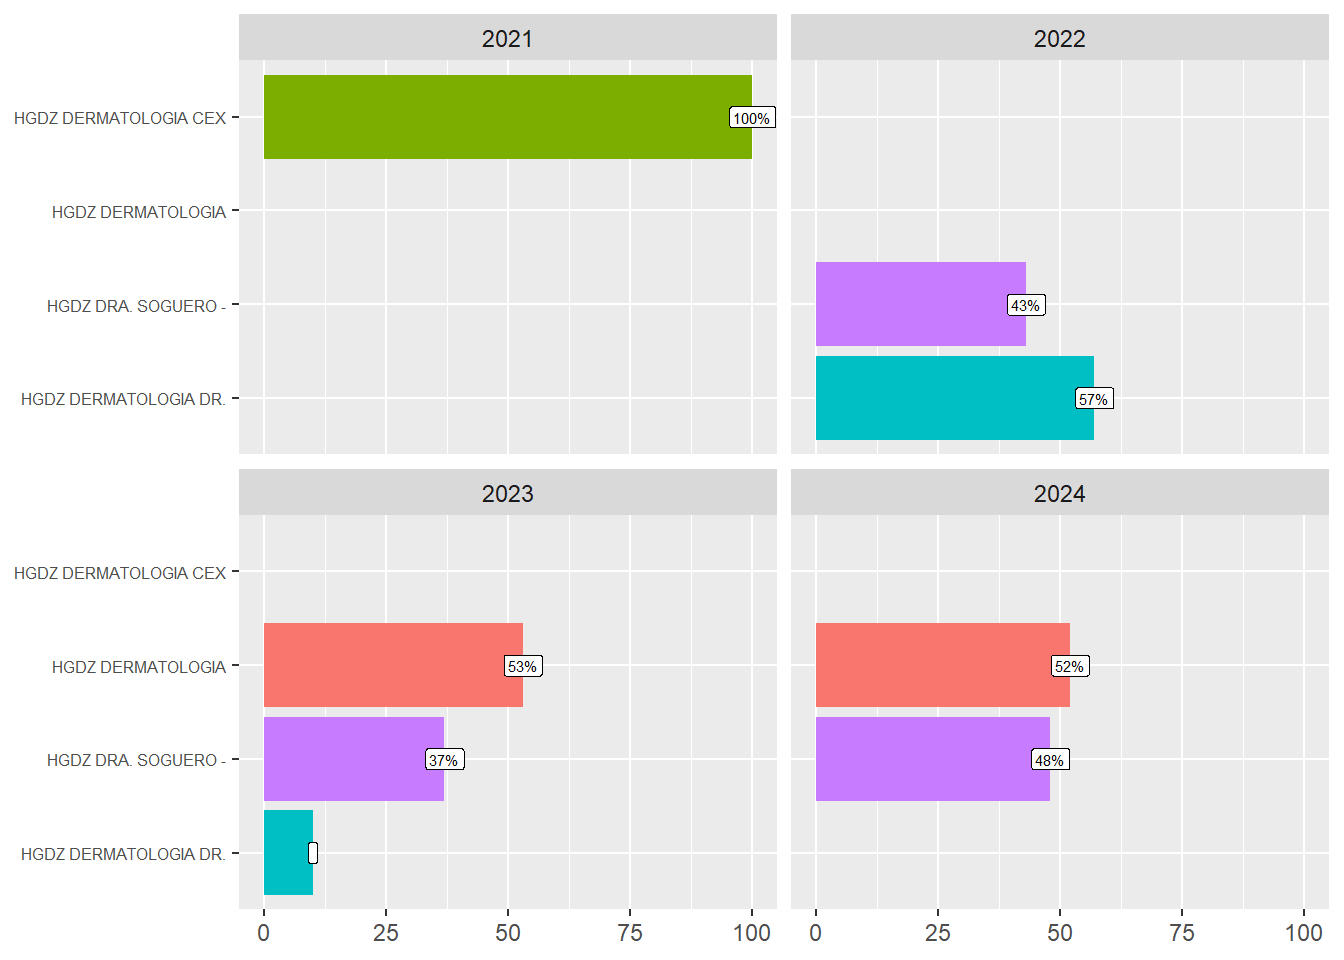 2021
2022
HGDZ DERMATOLOGIA CEX
100%
HGDZ DERMATOLOGIA
HGDZ DRA. SOGUERO -
43%
HGDZ DERMATOLOGIA DR.
57%
2023
2024
HGDZ DERMATOLOGIA CEX
HGDZ DERMATOLOGIA
53%
52%
HGDZ DRA. SOGUERO -
37%
48%
HGDZ DERMATOLOGIA DR.
0 25 50 75 100
0 25 50 75 100